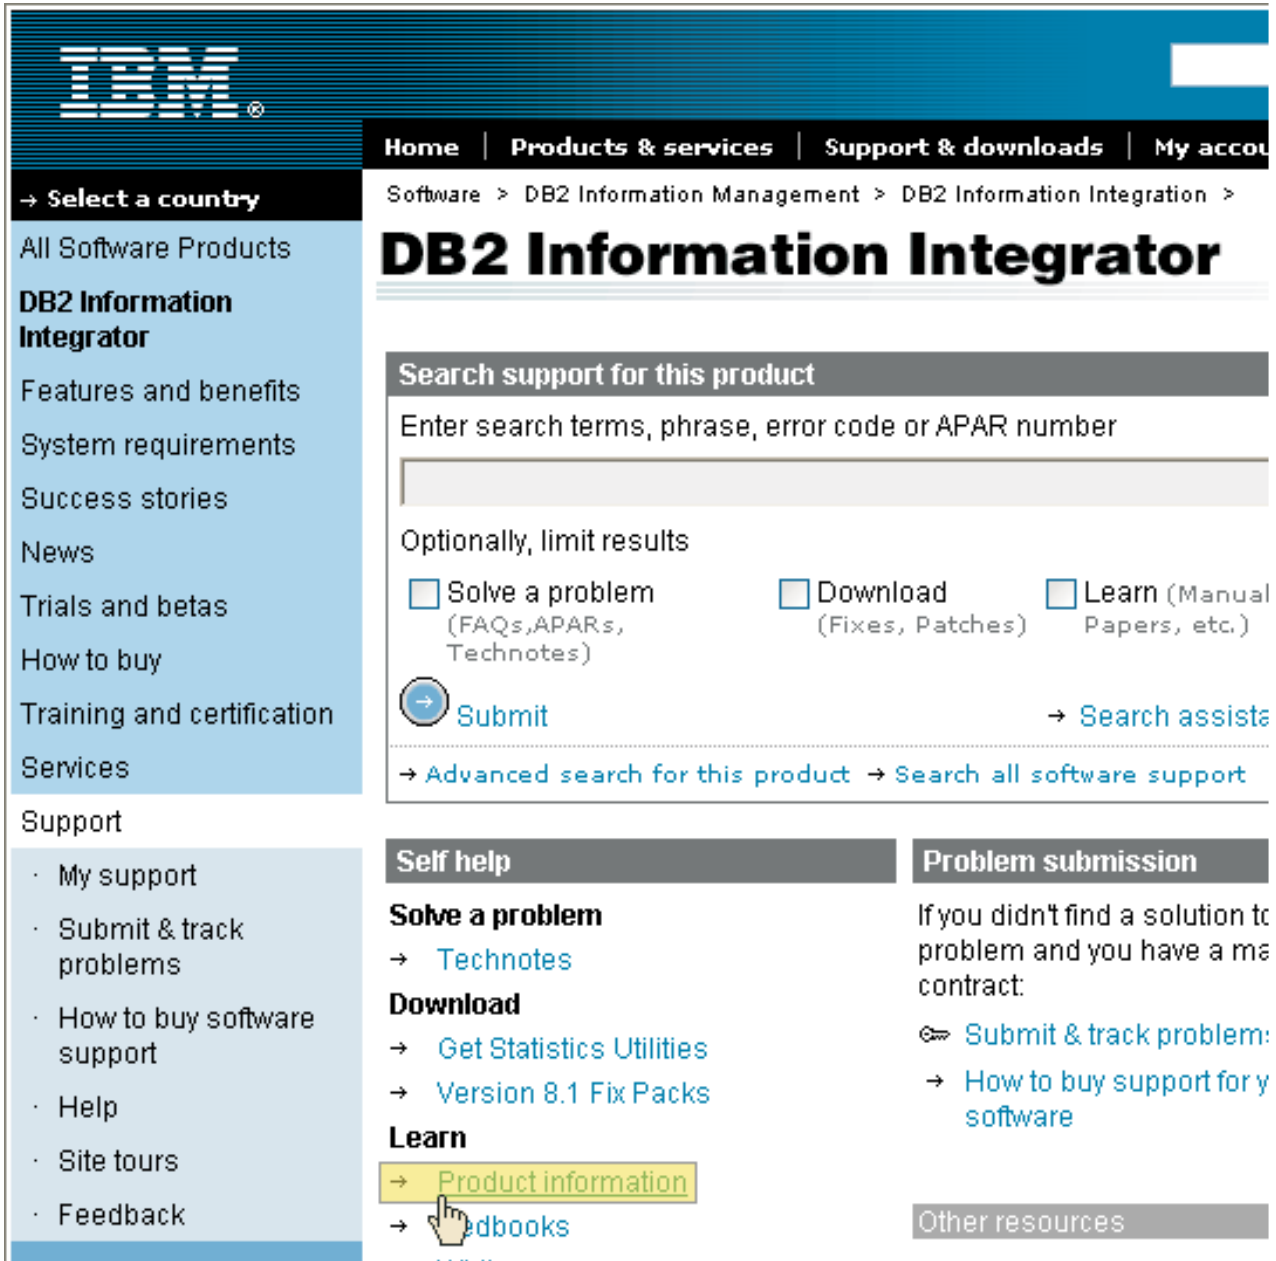 IBM®
Home | Products & services | Support & downloads | My
→ Select a country
Software > DB2 Information Management > DB2 Information Integration >
DB2 Information Integrator
All Software Products
DB2 Information
Integrator
Features and benefits
System requirements
Success stories
News
Trials and betas
How to buy
Training and certification
Services
Support
· My support
· Submit & track
problems
· How to buy software
support
· Help
· Site tours
· Feedback
Search support for this product
Enter search terms, phrase, error code or APAR number
Optionally, limit results
Solve a problem
(FAQs,APARs,
Technotes)
Download
(Fixes, Patches)
Learn (Manual
Papers, etc.)
→ Submit
→ Search
→ Advanced search for this product → Search all software support
Self help
Solve a problem
→ Technotes
Download
→ Get Statistics Utilities
→ Version 8.1 Fix Packs
Learn
→ Product information
→ edbooks
Problem submission
If you didn't find a solution to
problem and you have a
contract:
Submit & track problems
→ How to buy support for
software
Other resources